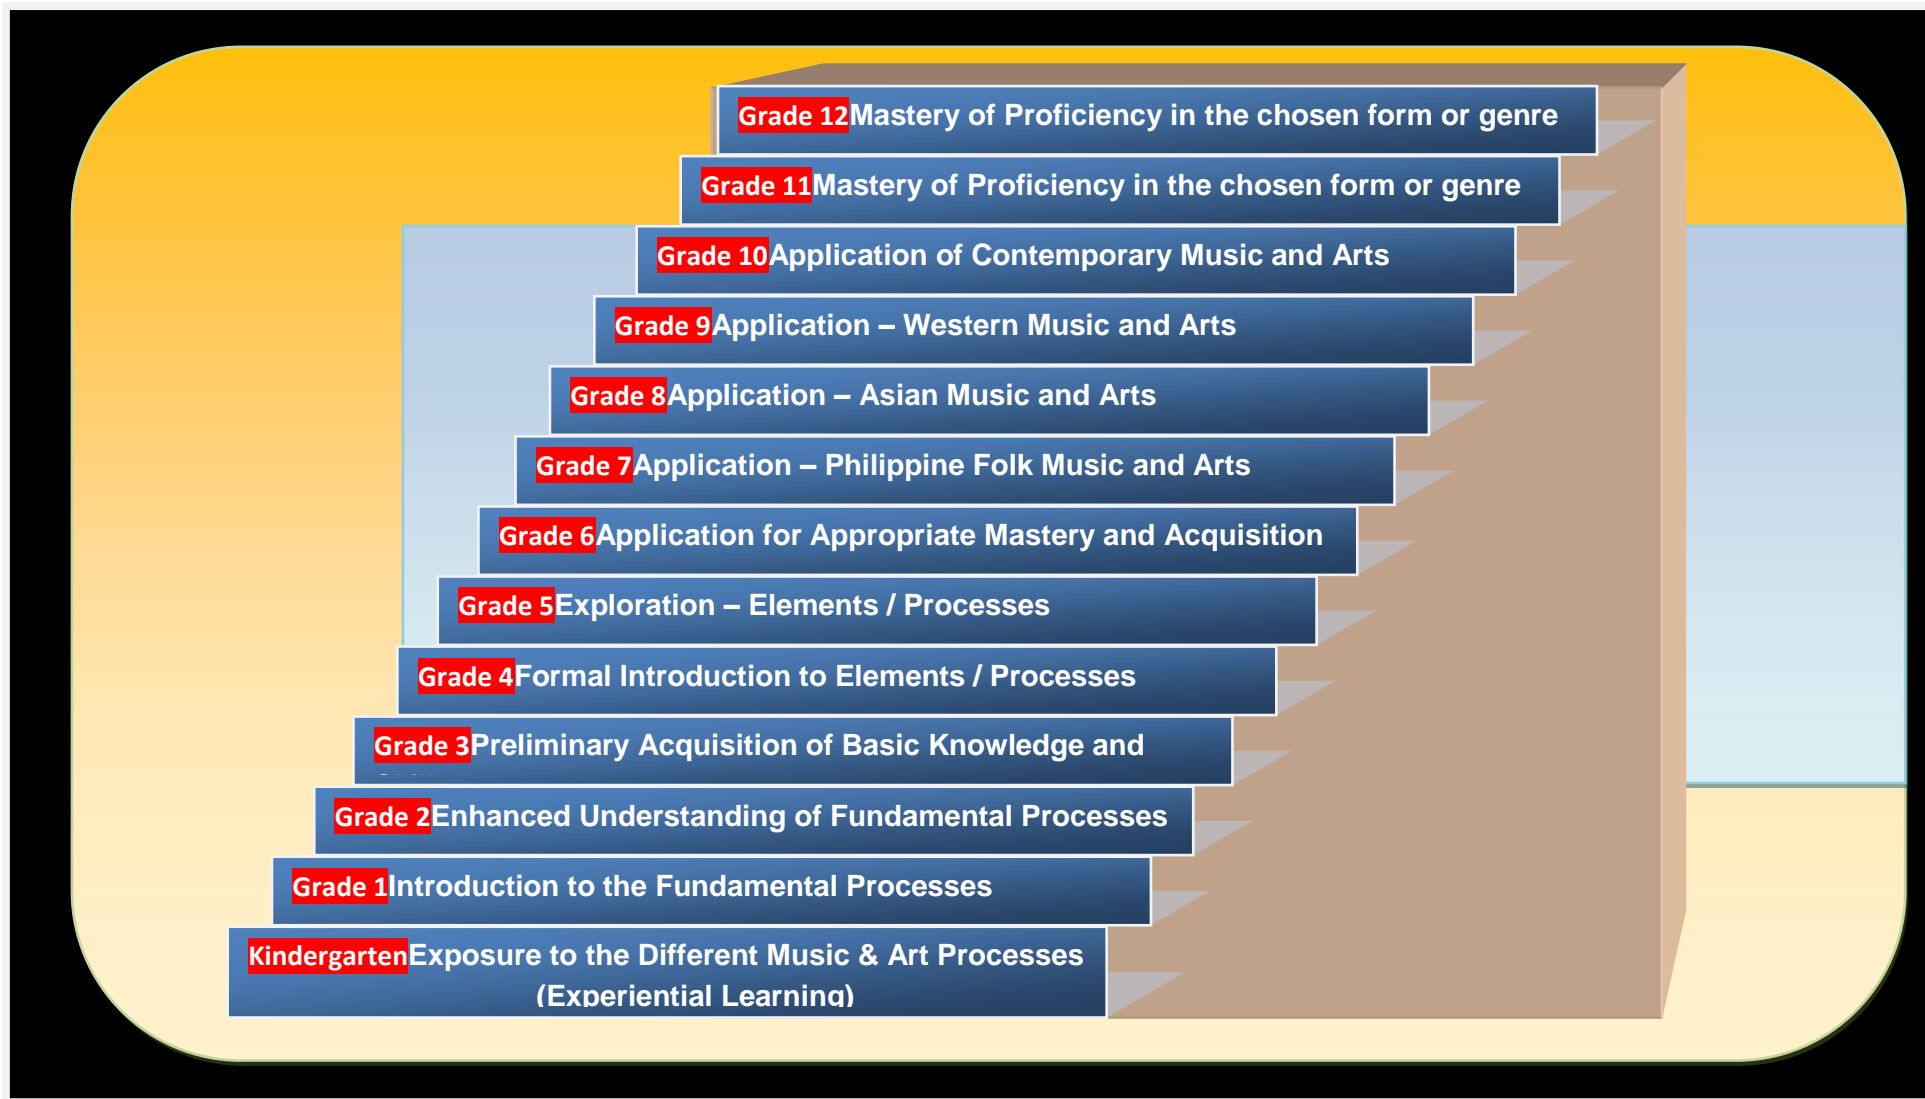 Grade 12Mastery of Proficiency in the chosen form or genre
Grade 11Mastery of Proficiency in the chosen form or genre
Grade 10Application of Contemporary Music and Arts
Grade 9Application – Western Music and Arts
Grade 8Application – Asian Music and Arts
Grade 7Application – Philippine Folk Music and Arts
Grade 6Application for Appropriate Mastery and Acquisition
Grade 5Exploration – Elements / Processes
Grade 4Formal Introduction to Elements / Processes
Grade 3Preliminary Acquisition of Basic Knowledge and
Grade 2Enhanced Understanding of Fundamental Processes
Grade 1Introduction to the Fundamental Processes
KindergartenExposure to the Different Music & Art Processes
(Experiential Learning)